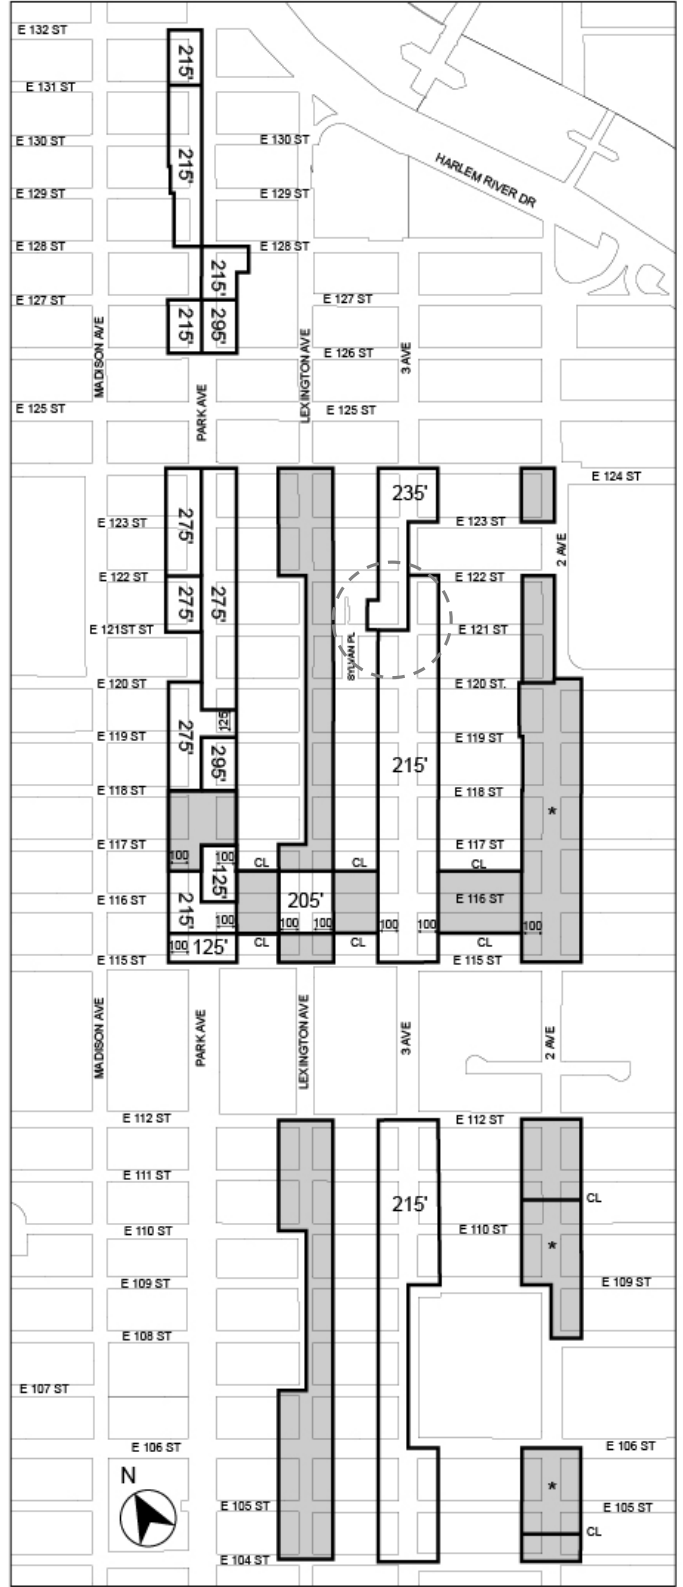 E 132 ST
215'
E 131 ST
E 130 ST
E 130 ST
215'
HARLEM RIVER DR
E 129 ST
E 129 ST
E 128 ST
E 128 ST
215'
E 127 ST
E 127 ST
215'
295'
MADISON AVE
LEXINGTON AVE
3 AVE
E 126 ST
PARK AVE
E 125 ST
E 125 ST
E 124 ST
235'
E 123 ST
E 123 ST
275'
2 AVE
E 122 ST
E 122 ST
275'
275'
E 121ST ST
E 121 ST
SYLVAN PL
E 120 ST
E 120 ST.
125
E 119 ST
E 119 ST
275'
295'
215'
E 118 ST
E 118 ST
*
E 117 ST
E 117 ST
100
100
CL
CL
CL
125'
E 116 ST
215'
205'
E 116 ST
100
100
100
100
100
100
100
125'
CL
CL
CL
E 115 ST
E 115 ST
MADISON AVE
PARK AVE
LEXINGTON AVE
3 AVE
2 AVE
E 112 ST
E 112 ST
E 111 ST
CL
215'
E 110 ST
E 110 ST
*
E 109 ST
E 109 ST
E 108 ST
E 107 ST
E 106 ST
E 106 ST
N
*
E 105 ST
E 105 ST
CL
E 104 ST